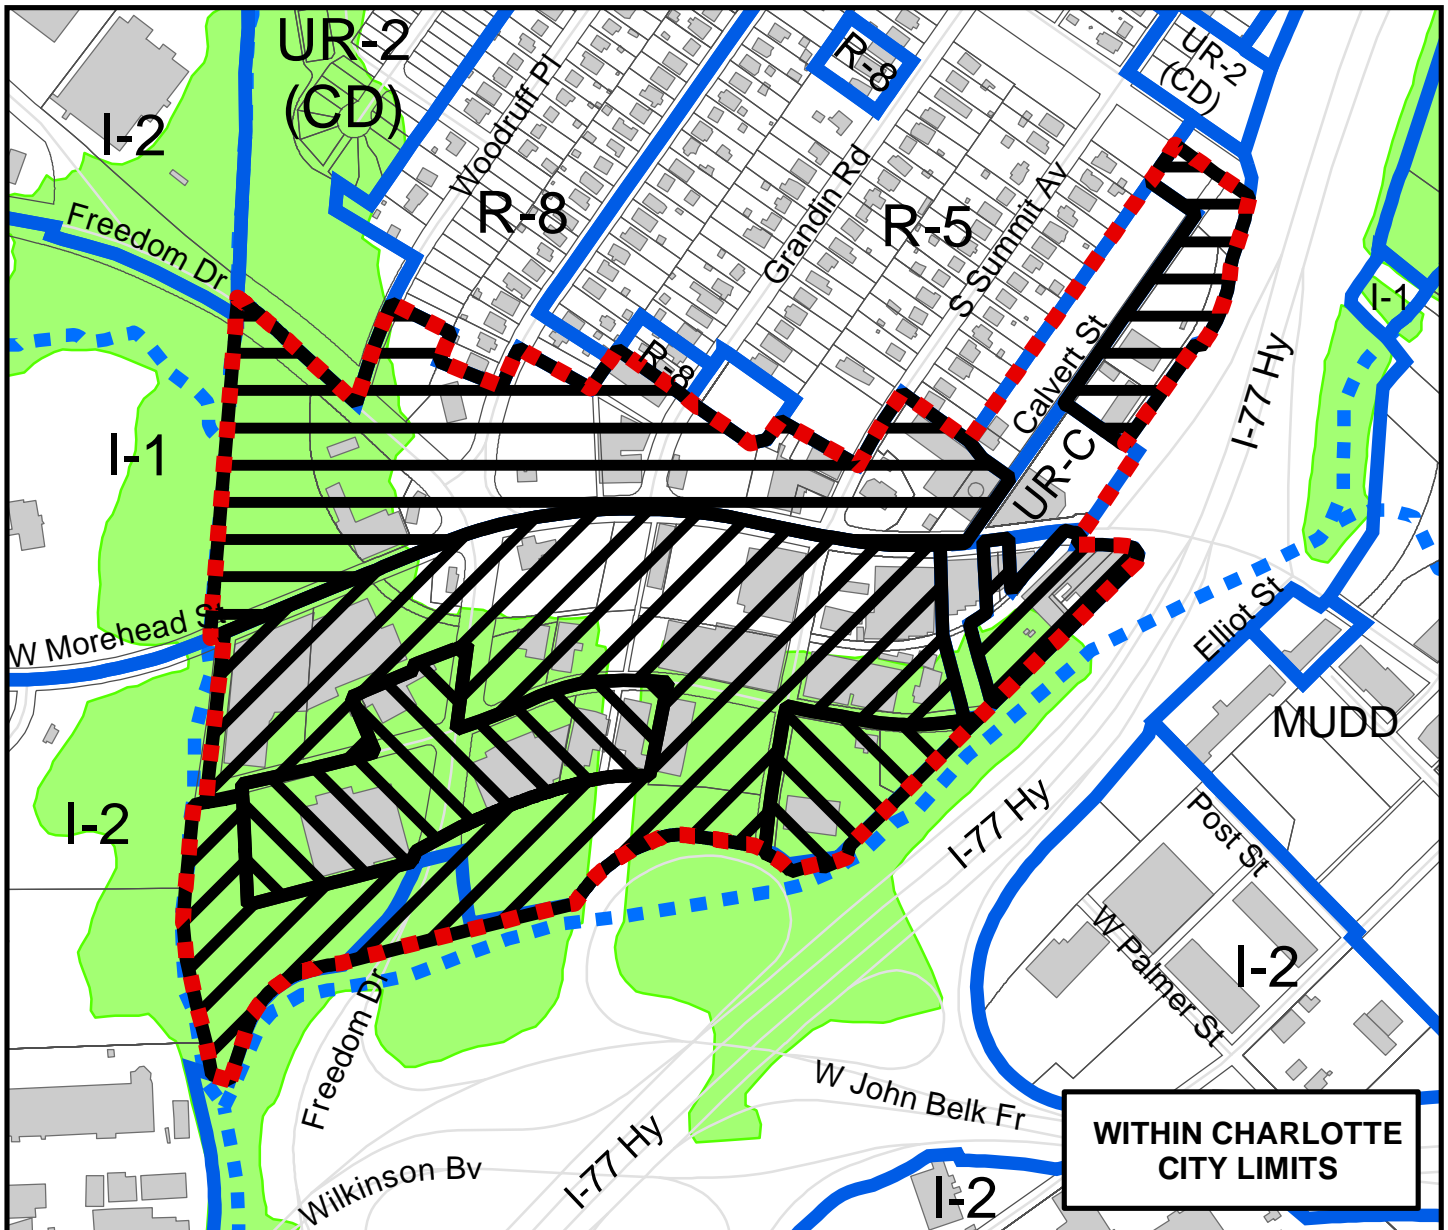 UR-2
(CD)
I-2
Woodruff Pl
R-8
UR-2
(CD)
Freedom Dr
R-8
Grandin Rd
R-5
S Summit Av
I-1
R-8
Calvert St
I-77 Hy
I-1
UR-C
W Morehead St
Elliot St
MUDD
I-2
I-77 Hy
Post St
W Palmer St
I-2
Freedom Dr
W John Belk Fr
I-77 Hy
Wilkinson Bv
I-2
WITHIN CHARLOTTE
CITY LIMITS